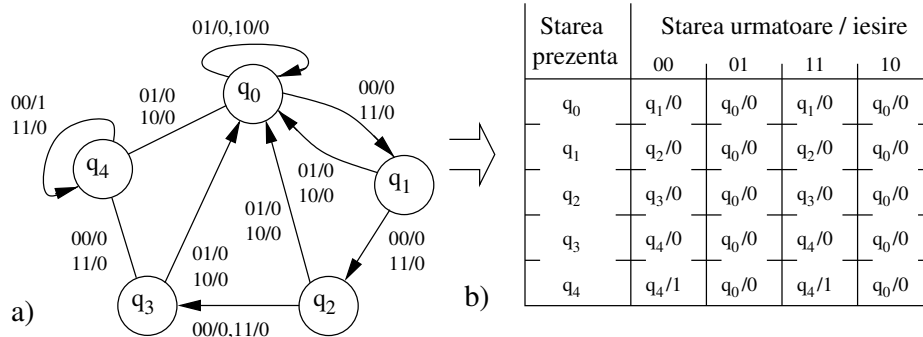 01/0,10/0
q0
00/0
11/0
01/0
10/0
00/1
11/0
q4
01/0
10/0
q1
01/0
10/0
00/0
11/0
01/0
10/0
00/0
11/0
q3
00/0,11/0
q2
a)
b)
Starea prezenta
Starea urmatoare / iesire
00 01 11 10
q0 q1/0 q0/0 q1/0 q0/0
q1 q2/0 q0/0 q2/0 q0/0
q2 q3/0 q0/0 q3/0 q0/0
q3 q4/0 q0/0 q4/0 q0/0
q4 q4/1 q0/0 q4/1 q0/0